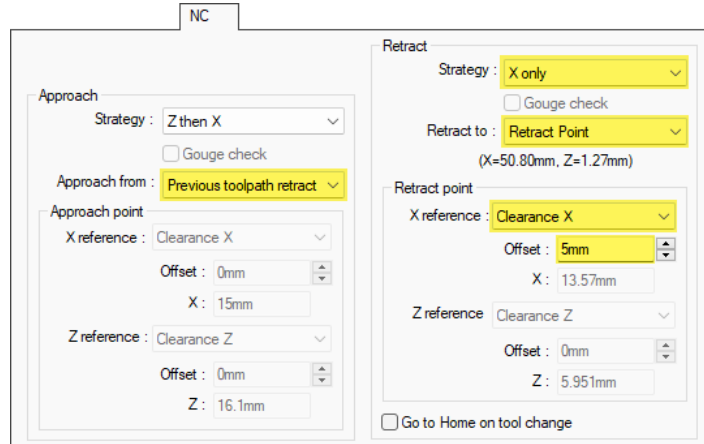 NC
Approach
Strategy : Z then X
Gouge check
Approach from : Previous toolpath retract
Approach point
X reference : Clearance X
Offset : 0mm
X : 15mm
Z reference : Clearance Z
Offset : 0mm
Z : 16.1mm
Retract
Strategy : X only
Gouge check
Retract to : Retract Point
(X=50.80mm, Z=1.27mm)
Retract point
X reference : Clearance X
Offset : 5mm
X : 13.57mm
Z reference Clearance Z
Offset : 0mm
Z : 5.951mm
Go to Home on tool change